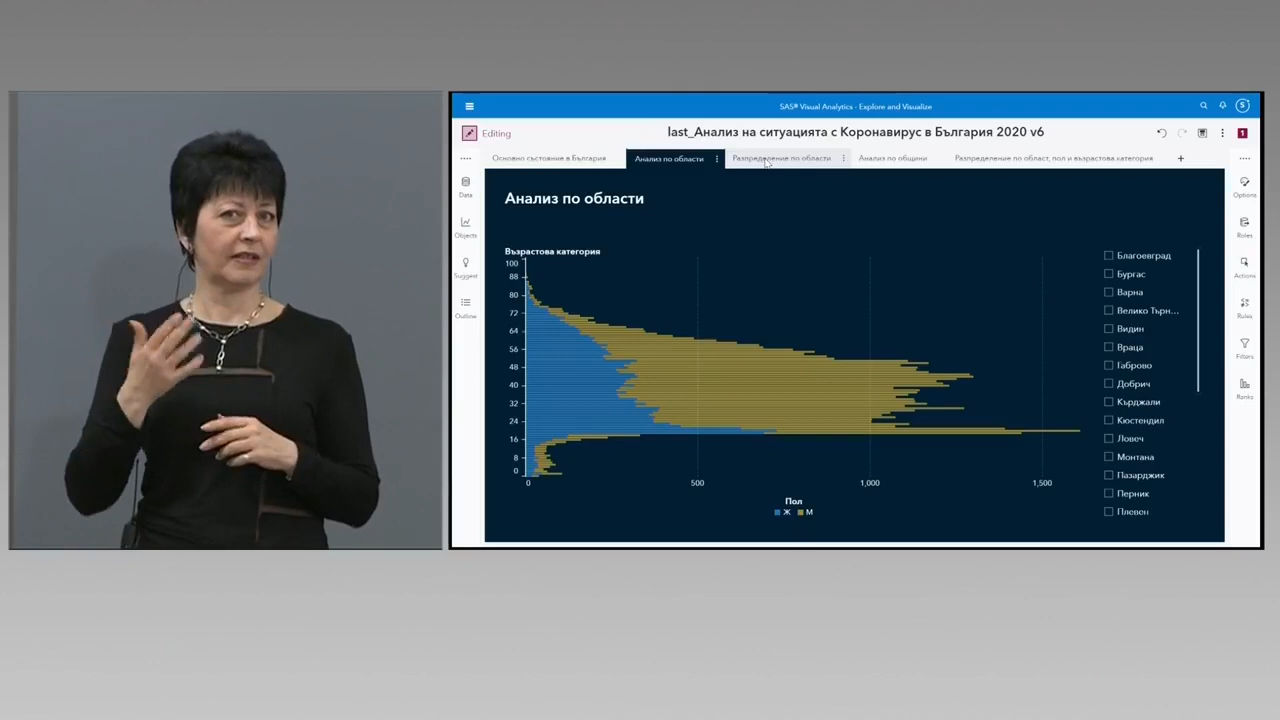 SAS® Visual Analytics - Explore and Visualize
S
Editing
last_Анализ на ситуацията с Коронавирус в България 2020 v6
1
Основно състояние в България
Анализ по области
Разпределение по области
Анализ по общини
Разпределение по област, пол и възрастова категория
+
Data
Objects
Suggest
Outline
Анализ по области
Възрастова категория
100
88
80
72
64
56
48
40
32
24
16
8
0
0
500
1,000
1,500
Пол
Ж
М
Благоевград
Бургас
Варна
Велико Търн...
Видин
Враца
Габрово
Добрич
Кърджали
Кюстендил
Ловеч
Монтана
Пазарджик
Перник
Плевен
Options
Roles
Actions
Rules
Filters
Ranks